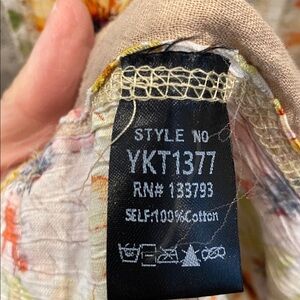 STYLE NO
YKT1377
RN# 133793
SELF:100%Cotton